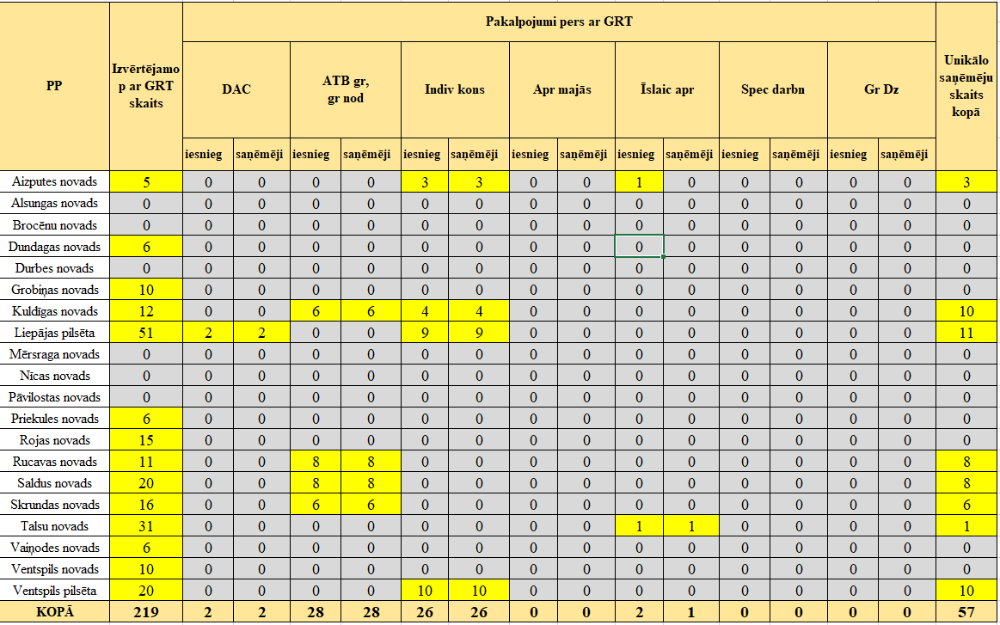 PP
Izvērtējamo
p ar GRT
skaits
Pakalpojumi pers ar GRT
Unikālo
saņēmēju
skaits
kopā
DAC
ATB gr,
gr nod
Indiv kons
Apr majās
Īslaic apr
Spec darbn
Gr Dz
iesnieg saņēmēji iesnieg saņēmēji iesnieg saņēmēji iesnieg saņēmēji iesnieg saņēmēji iesnieg saņēmēji iesnieg saņēmēji
Aizputes novads 5 0 0 0 0 3 3 0 0 1 0 0 0 0 0 3
Alsungas novads 0 0 0 0 0 0 0 0 0 0 0 0 0 0 0 0
Brocēnu novads 0 0 0 0 0 0 0 0 0 0 0 0 0 0 0 0
Dundagas novads 6 0 0 0 0 0 0 0 0 0 0 0 0 0 0 0
Durbes novads 0 0 0 0 0 0 0 0 0 0 0 0 0 0 0 0
Grobiņas novads 10 0 0 0 0 0 0 0 0 0 0 0 0 0 0 0
Kuldīgas novads 12 0 0 6 6 4 4 0 0 0 0 0 0 0 0 10
Liepājas pilsēta 51 2 2 0 0 9 9 0 0 0 0 0 0 0 0 11
Mērsraga novads 0 0 0 0 0 0 0 0 0 0 0 0 0 0 0 0
Nīcas novads 0 0 0 0 0 0 0 0 0 0 0 0 0 0 0 0
Pāvilostas novads 0 0 0 0 0 0 0 0 0 0 0 0 0 0 0 0
Priekules novads 6 0 0 0 0 0 0 0 0 0 0 0 0 0 0 0
Rojas novads 15 0 0 0 0 0 0 0 0 0 0 0 0 0 0 0
Rucavas novads 11 0 0 8 8 0 0 0 0 0 0 0 0 0 0 8
Saldus novads 20 0 0 8 8 0 0 0 0 0 0 0 0 0 0 8
Skrundas novads 16 0 0 6 6 0 0 0 0 0 0 0 0 0 0 6
Talsu novads 31 0 0 0 0 0 0 0 0 1 1 0 0 0 0 1
Vaiņodes novads 6 0 0 0 0 0 0 0 0 0 0 0 0 0 0 0
Ventspils novads 10 0 0 0 0 0 0 0 0 0 0 0 0 0 0 0
Ventspils pilsēta 20 0 0 0 0 10 10 0 0 0 0 0 0 0 0 10
KOPĀ 219 2 2 28 28 26 26 0 0 2 1 0 0 0 0 57